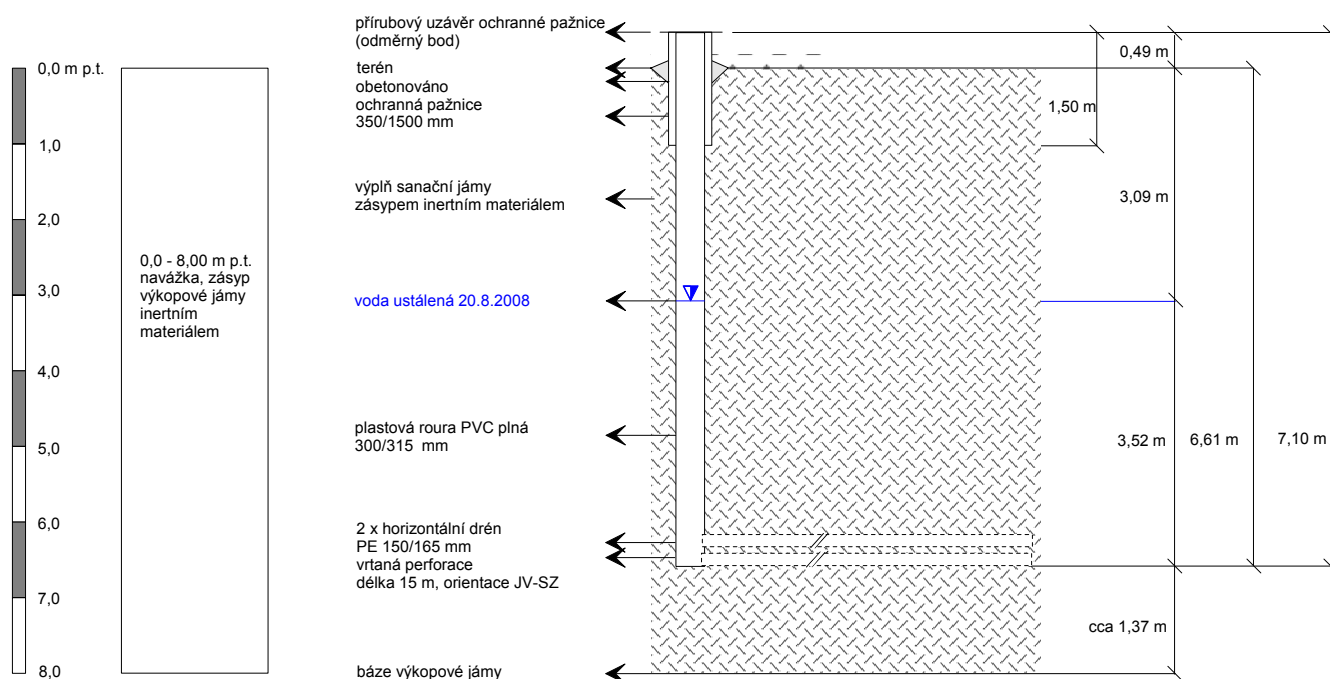 přírubový uzávěr ochranné pažnice
(odměrný bod)
0,49 m
0,0 m p.t.
terén
obetonováno
ochranná pažnice
350/1500 mm
1,50 m
1,0
výplň sanační jámy
zásypem inertním materiálem
3,09 m
2,0
0,0 - 8,00 m p.t.
navážka, zásyp
výkopové jámy
inertním
materiálem
3,0
voda ustálená 20.8.2008
4,0
plastová roura PVC plná
300/315 mm
3,52 m
6,61 m
7,10 m
5,0
6,0
2 x horizontální drén
PE 150/165 mm
vrtaná perforace
délka 15 m, orientace JV-SZ
7,0
cca 1,37 m
8,0
báze výkopové jámy